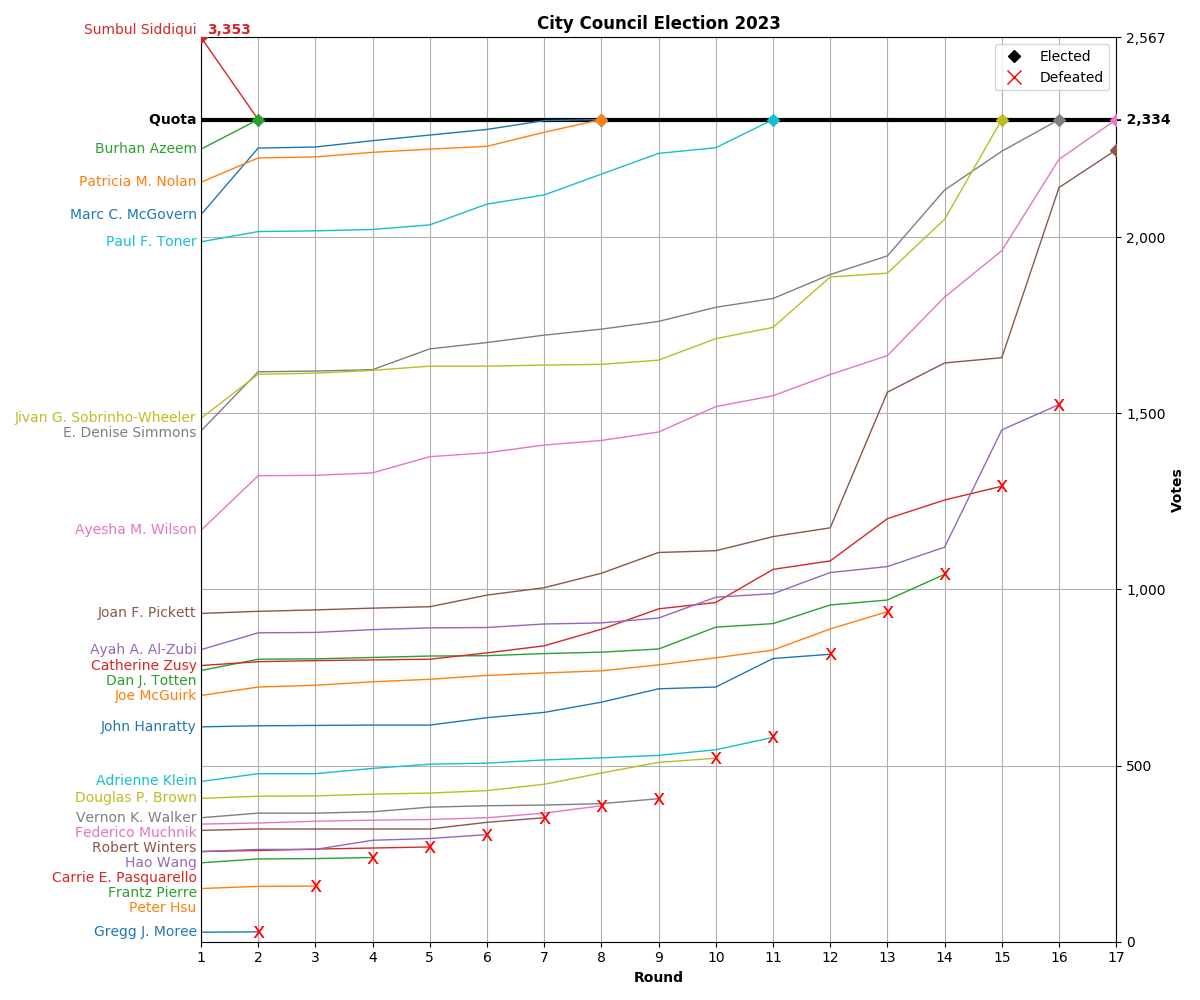 City Council Election 2023
Sumbul Siddiqui 3,353
2,567
Elected
Defeated
Quota
2,334
Burhan Azeem
Patricia M. Nolan
Marc C. McGovern
Paul F. Toner
2,000
Jivan G. Sobrinho-Wheeler
1,500
E. Denise Simmons
Votes
Ayesha M. Wilson
Joan F. Pickett
1,000
Ayah A. Al-Zubi
Catherine Zusy
Dan J. Totten
Joe McGuirk
John Hanratty
Adrienne Klein
500
Douglas P. Brown
Vernon K. Walker
Federico Muchnik
Robert Winters
Hao Wang
Carrie E. Pasquarello
Frantz Pierre
Peter Hsu
Gregg J. Moree
0
1 2 3 4 5 6 7 8 9 10 11 12 13 14 15 16 17
Round